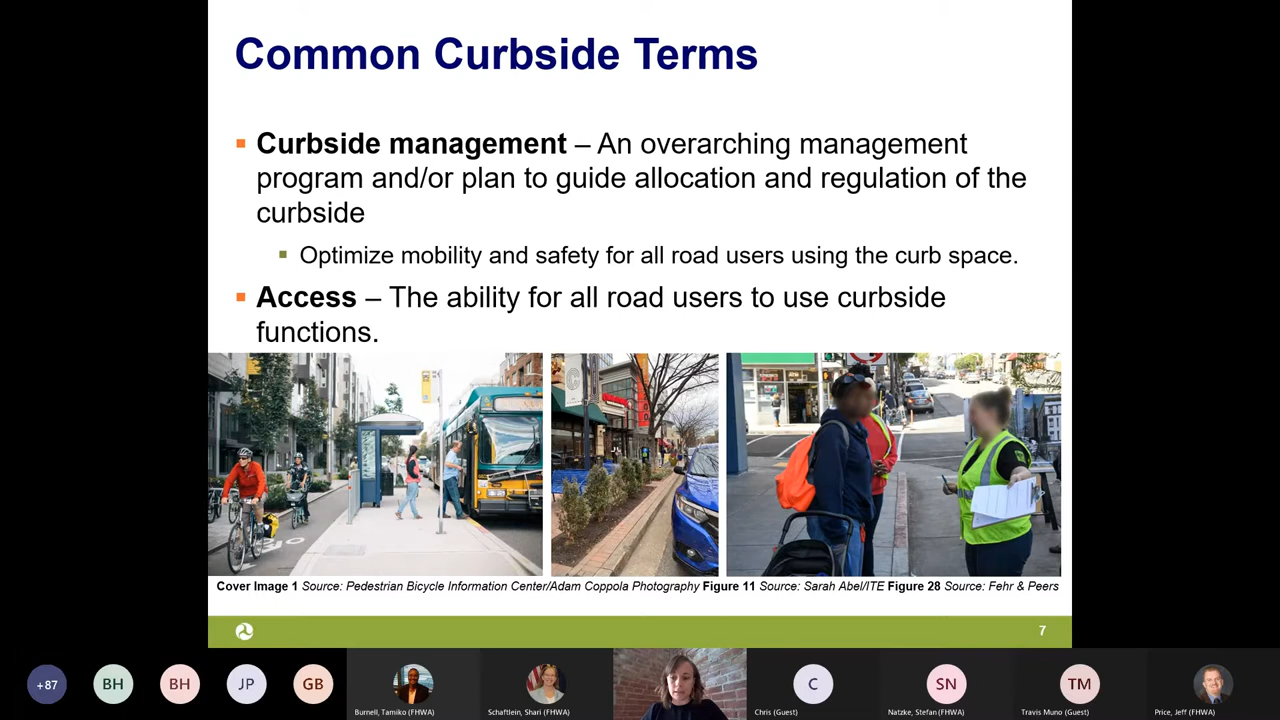 Common Curbside Terms
Curbside management – An overarching management
program and/or plan to guide allocation and regulation of the
curbside
Optimize mobility and safety for all road users using the curb space.
Access – The ability for all road users to use curbside
functions.
Cover Image 1 Source: Pedestrian Bicycle Information Center/Adam Coppola Photography Figure 11 Source: Sarah Abel/ITE Figure 28 Source: Fehr & Peers
7
+87
BH
BH
JP
GB
Burnell, Tamiko (FHWA)
Schaftlein, Shari (FHWA)
C
Chris (Guest)
SN
Natzke, Stefan (FHWA)
TM
Travis Muno (Guest)
Price, Jeff (FHWA)